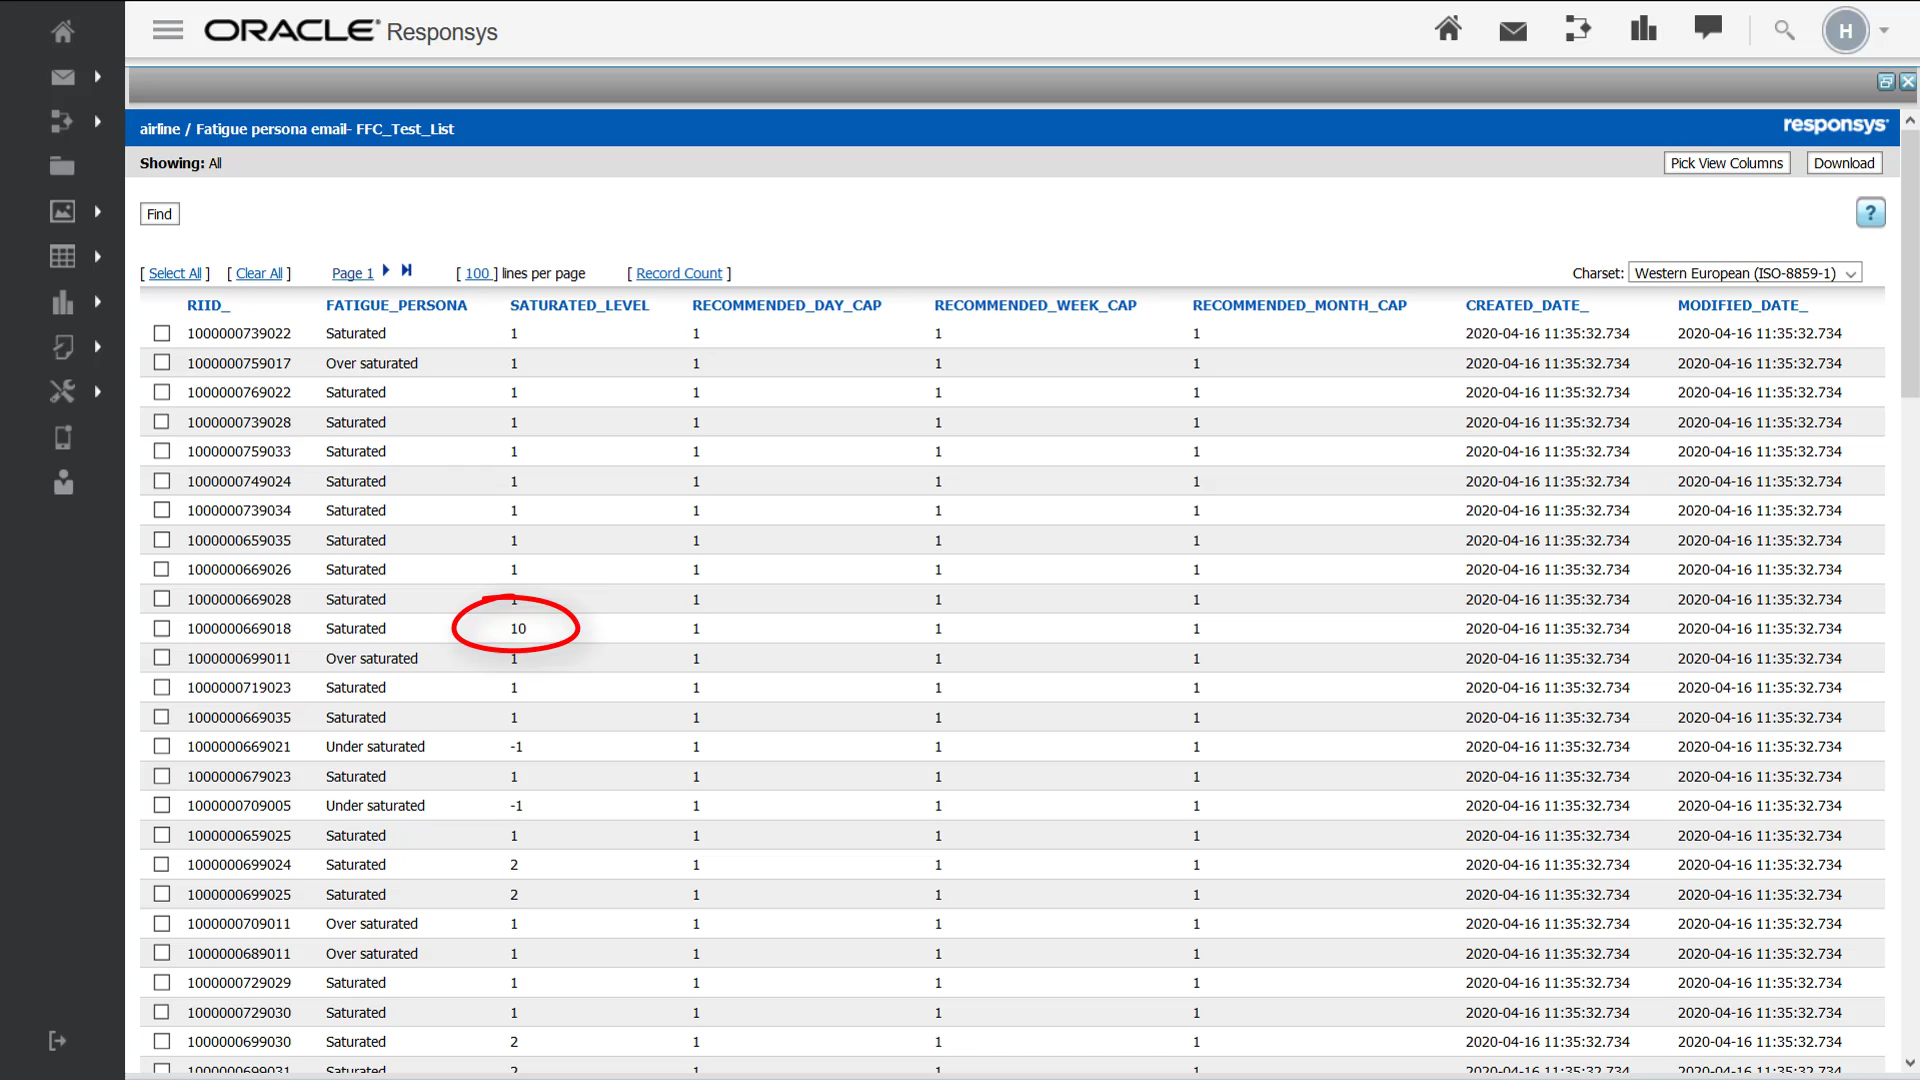 ORACLE Responsys
H
airline / Fatigue persona email- FFC_Test_List responsys
Showing: All Pick View Columns Download
Find ?
[ Select All ] [ Clear All ] Page 1 [ 100 ] lines per page [ Record Count ] Charset: Western European (ISO-8859-1)
RIID_ FATIGUE_PERSONA SATURATED_LEVEL RECOMMENDED_DAY_CAP RECOMMENDED_WEEK_CAP RECOMMENDED_MONTH_CAP CREATED_DATE_ MODIFIED_DATE_
1000000739022 Saturated 1 1 1 1 2020-04-16 11:35:32.734 2020-04-16 11:35:32.734
1000000759017 Over saturated 1 1 1 1 2020-04-16 11:35:32.734 2020-04-16 11:35:32.734
1000000769022 Saturated 1 1 1 1 2020-04-16 11:35:32.734 2020-04-16 11:35:32.734
1000000739028 Saturated 1 1 1 1 2020-04-16 11:35:32.734 2020-04-16 11:35:32.734
1000000759033 Saturated 1 1 1 1 2020-04-16 11:35:32.734 2020-04-16 11:35:32.734
1000000749024 Saturated 1 1 1 1 2020-04-16 11:35:32.734 2020-04-16 11:35:32.734
1000000739034 Saturated 1 1 1 1 2020-04-16 11:35:32.734 2020-04-16 11:35:32.734
1000000659035 Saturated 1 1 1 1 2020-04-16 11:35:32.734 2020-04-16 11:35:32.734
1000000669026 Saturated 1 1 1 1 2020-04-16 11:35:32.734 2020-04-16 11:35:32.734
1000000669028 Saturated 1 1 1 1 2020-04-16 11:35:32.734 2020-04-16 11:35:32.734
1000000669018 Saturated 10 1 1 1 2020-04-16 11:35:32.734 2020-04-16 11:35:32.734
1000000699011 Over saturated 1 1 1 1 2020-04-16 11:35:32.734 2020-04-16 11:35:32.734
1000000719023 Saturated 1 1 1 1 2020-04-16 11:35:32.734 2020-04-16 11:35:32.734
1000000669035 Saturated 1 1 1 1 2020-04-16 11:35:32.734 2020-04-16 11:35:32.734
1000000669021 Under saturated -1 1 1 1 2020-04-16 11:35:32.734 2020-04-16 11:35:32.734
1000000679023 Saturated 1 1 1 1 2020-04-16 11:35:32.734 2020-04-16 11:35:32.734
1000000709005 Under saturated -1 1 1 1 2020-04-16 11:35:32.734 2020-04-16 11:35:32.734
1000000659025 Saturated 1 1 1 1 2020-04-16 11:35:32.734 2020-04-16 11:35:32.734
1000000699024 Saturated 2 1 1 1 2020-04-16 11:35:32.734 2020-04-16 11:35:32.734
1000000699025 Saturated 2 1 1 1 2020-04-16 11:35:32.734 2020-04-16 11:35:32.734
1000000709011 Over saturated 1 1 1 1 2020-04-16 11:35:32.734 2020-04-16 11:35:32.734
1000000689011 Over saturated 1 1 1 1 2020-04-16 11:35:32.734 2020-04-16 11:35:32.734
1000000729029 Saturated 1 1 1 1 2020-04-16 11:35:32.734 2020-04-16 11:35:32.734
1000000729030 Saturated 1 1 1 1 2020-04-16 11:35:32.734 2020-04-16 11:35:32.734
1000000699030 Saturated 2 1 1 1 2020-04-16 11:35:32.734 2020-04-16 11:35:32.734
1000000699031 Saturated 2 1 1 1 2020-04-16 11:35:32.734 2020-04-16 11:35:32.734